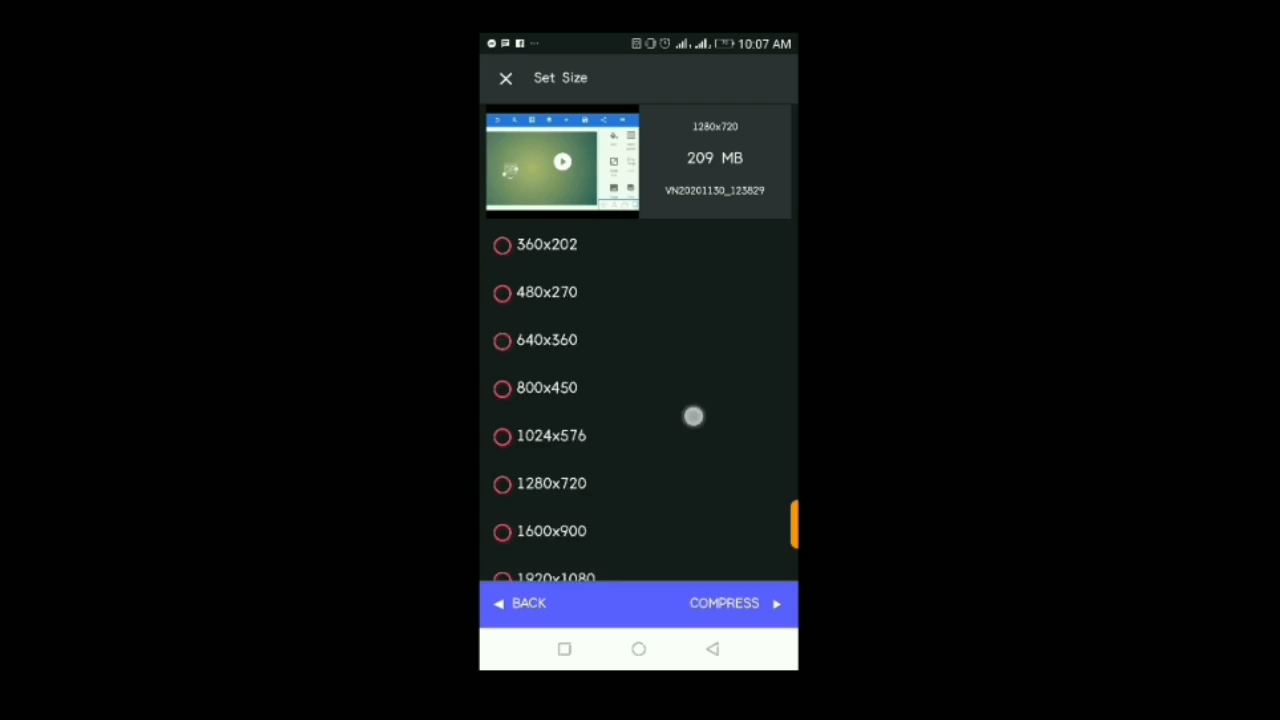 10:07 AM
Set Size
1280x720
209 MB
VN20201130_123829
360x202
480x270
640x360
800x450
1024x576
1280x720
1600x900
1920x1080
BACK
COMPRESS